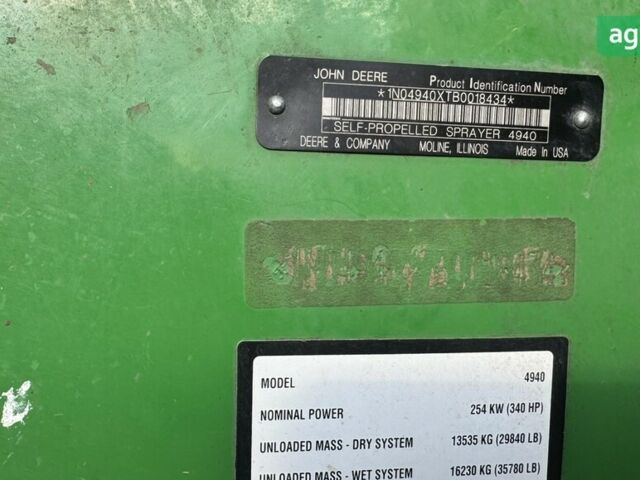 ag
JOHN DEERE Product Identification Number
*1N04940XTB0018434*
SELF-PROPELLED SPRAYER 4940
DEERE & COMPANY MOLINE, ILLINOIS Made In USA
MODEL 4940
NOMINAL POWER 254 KW (340 HP)
UNLOADED MASS - DRY SYSTEM 13535 KG (29840 LB)
UNLOADED MASS - WET SYSTEM 16230 KG (35780 LB)